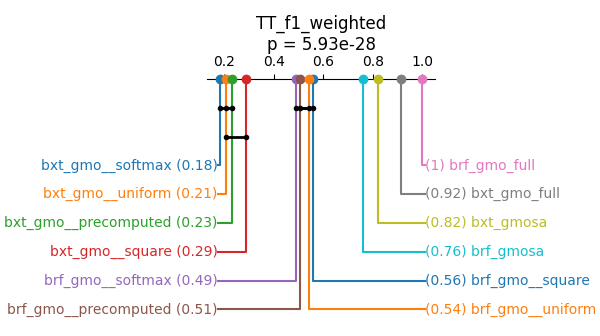 TT_f1_weighted
p = 5.93e-28
0.2 0.4 0.6 0.8 1.0
bxt_gmo__softmax (0.18)
(1) brf_gmo_full
bxt_gmo__uniform (0.21)
(0.92) bxt_gmo_full
bxt_gmo__precomputed (0.23)
(0.82) bxt_gmosa
bxt_gmo__square (0.29)
(0.76) brf_gmosa
brf_gmo__softmax (0.49)
(0.56) brf_gmo__square
brf_gmo__precomputed (0.51)
(0.54) brf_gmo__uniform